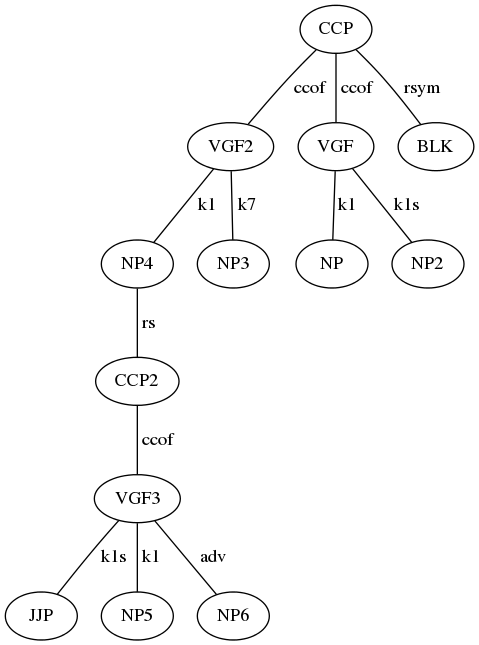 CCP
ccof ccof rsym
VGF2 VGF BLK
k1 k7 k1 k1s
NP4 NP3 NP NP2
rs
CCP2
ccof
VGF3
k1s k1 adv
JJP NP5 NP6